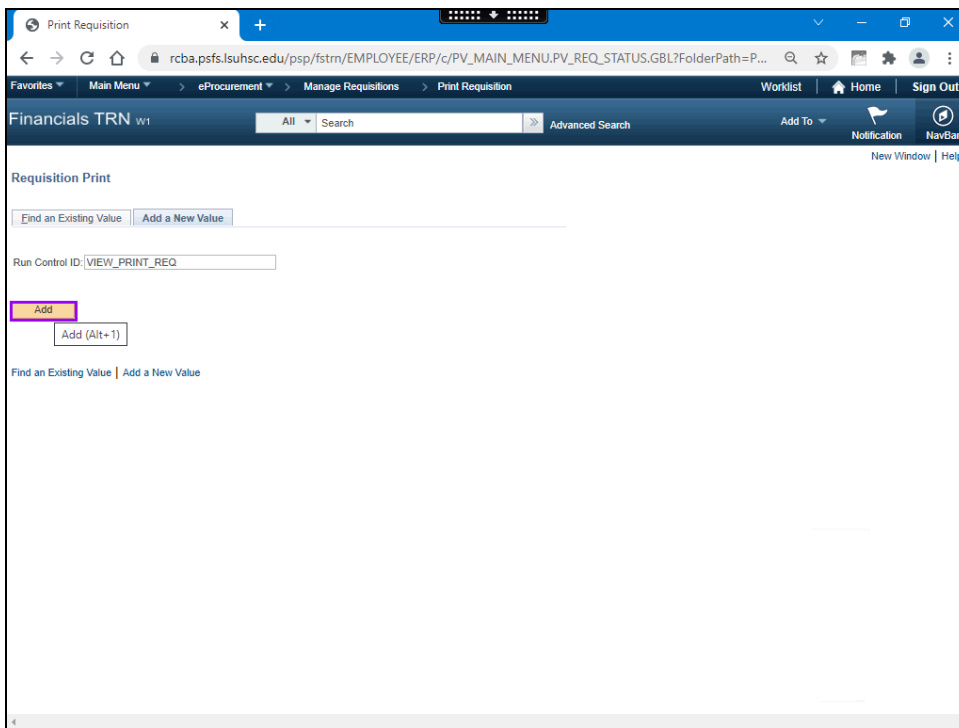 Print Requisition
rcba.psfs.lsuhsc.edu/psp/fstrn/EMPLOYEE/ERP/c/PV_MAIN_MENU.PV_REQ_STATUS.GBL?FolderPath=P...
Favorites Main Menu > eProcurement > Manage Requisitions > Print Requisition Worklist | Home | Sign Out
Financials TRN W1 All Search » Advanced Search Add To Notification NavBar
New Window | Help
Requisition Print
Find an Existing Value Add a New Value
Run Control ID: VIEW_PRINT_REQ
Add
Add (Alt+1)
Find an Existing Value | Add a New Value